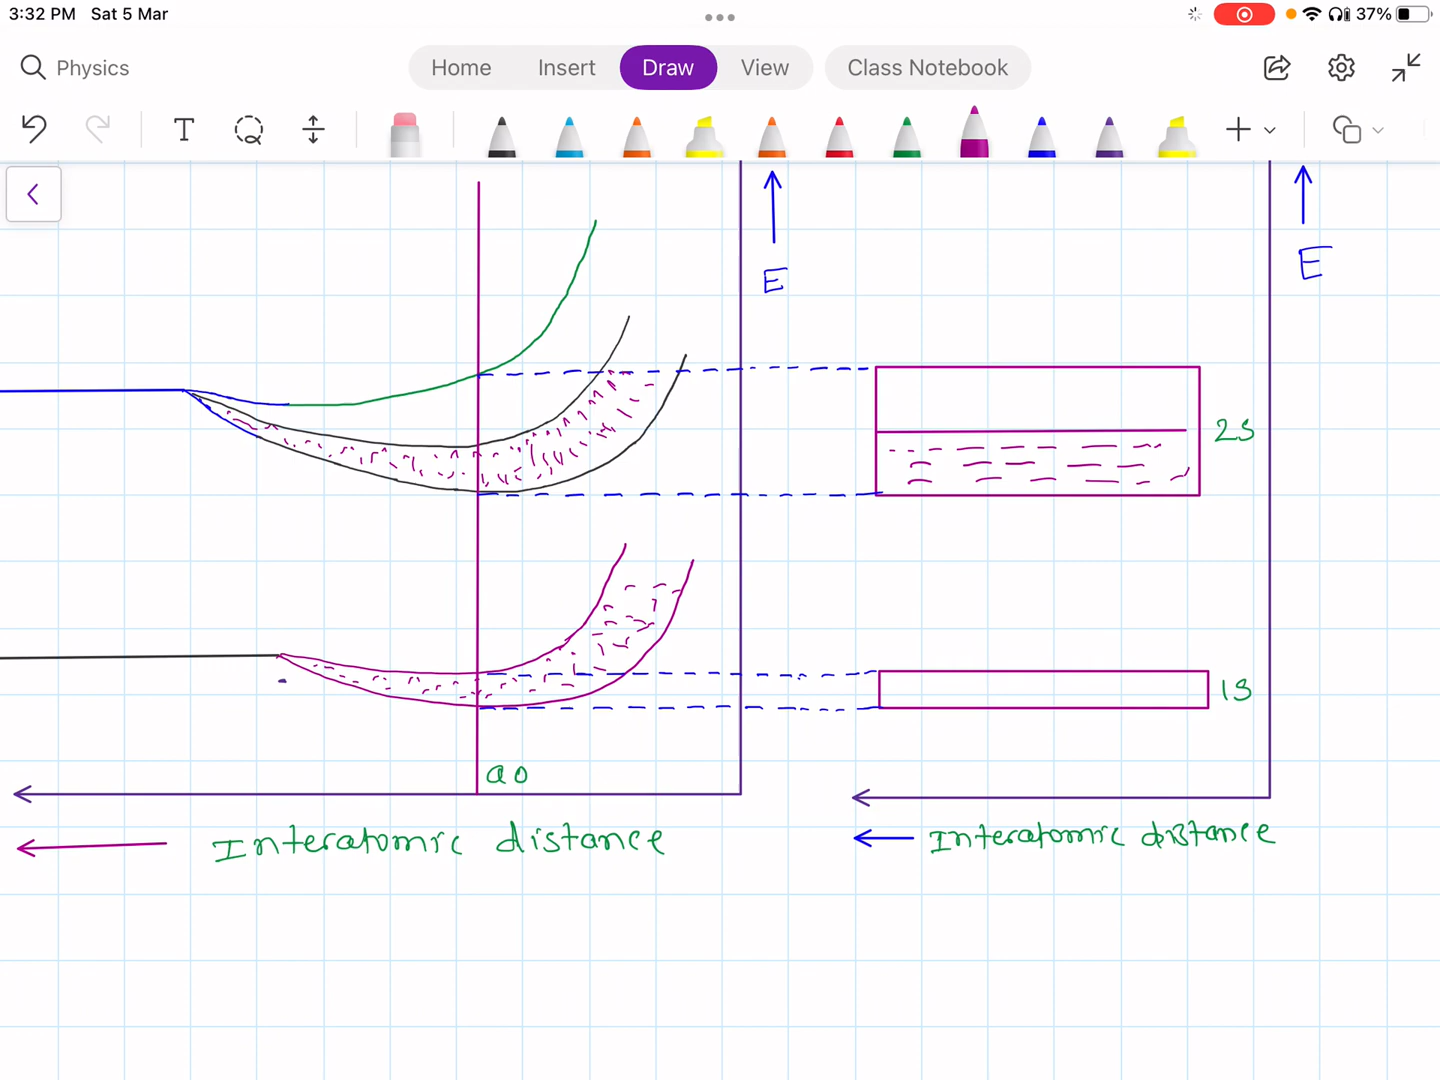 3:32 PM Sat 5 Mar
37%
Physics
Home Insert Draw View Class Notebook
T
E
E
2S
1S
a0
Interatomic distance
Interatomic distance